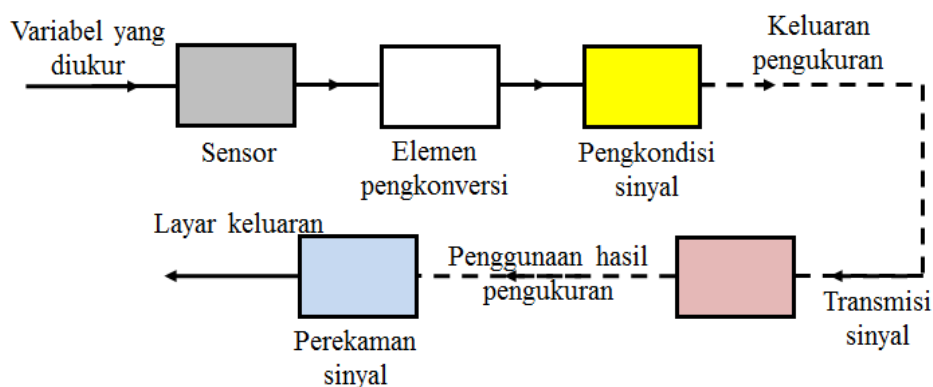 Variabel yang
diukur
Keluaran
pengukuran
Sensor
Elemen
pengkonversi
Pengkondisi
sinyal
Layar keluaran
Penggunaan hasil
pengukuran
Transmisi
sinyal
Perekaman
sinyal